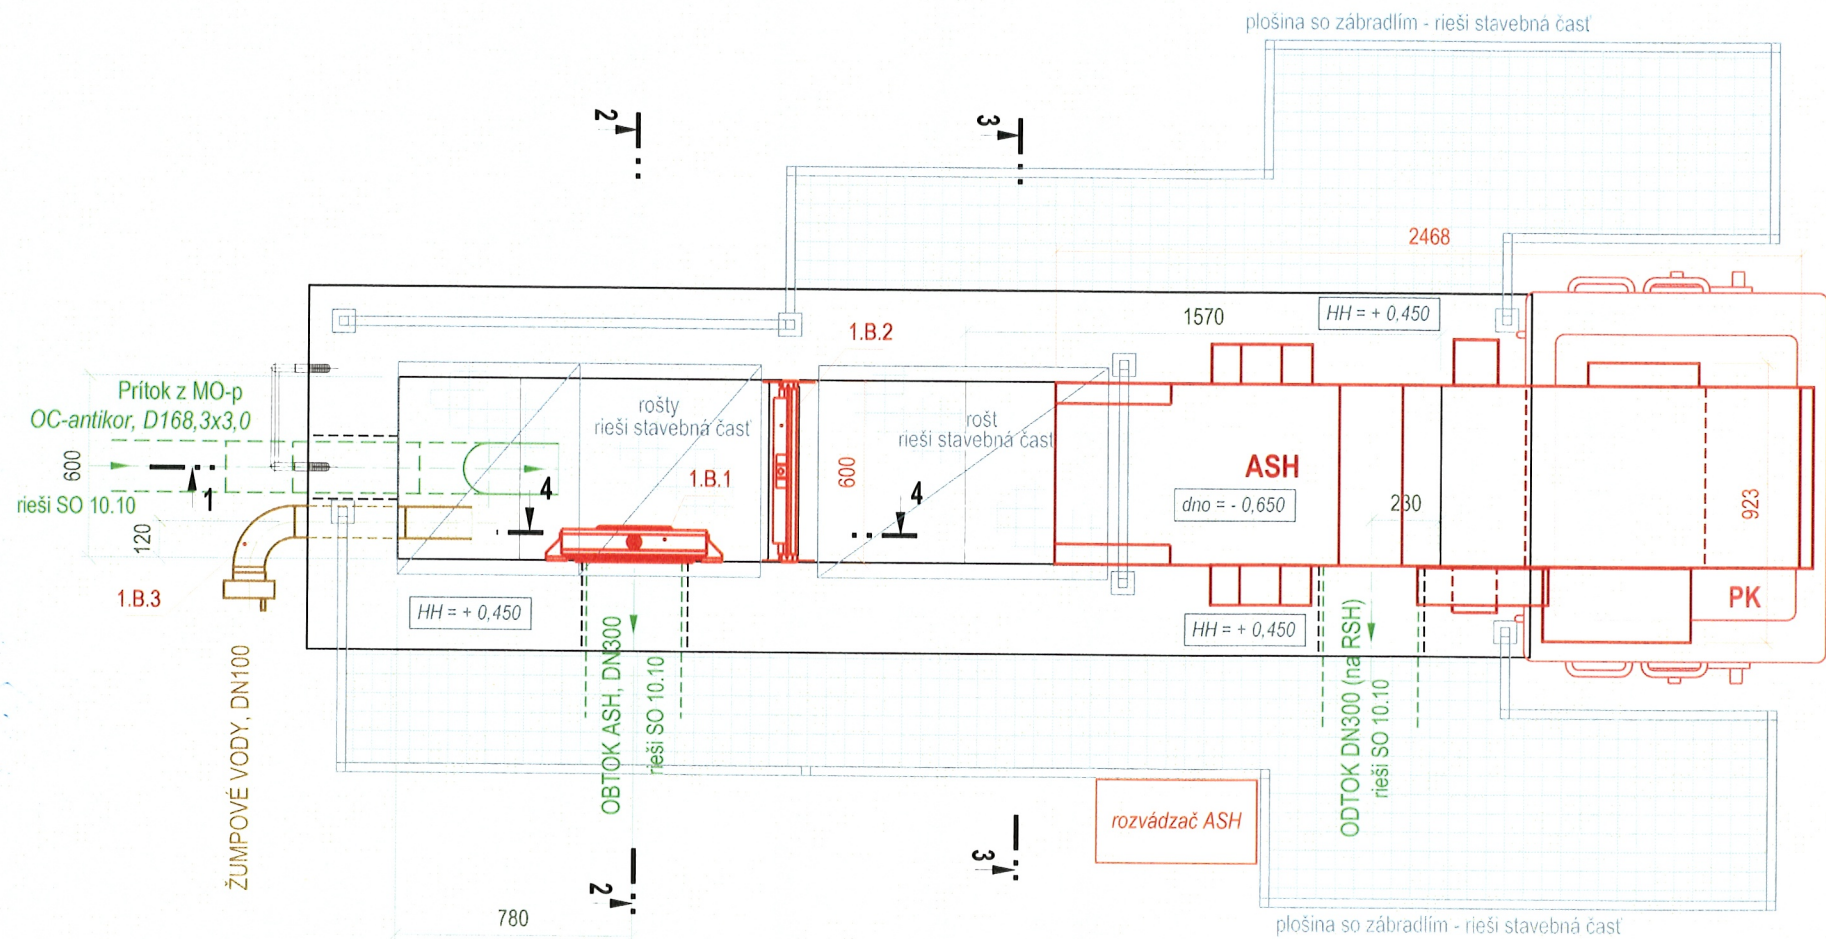 plošina so zábradlím - rieši stavebná časť
2
3
2468
1570
HH = + 0,450
1.B.2
Prítok z MO-p
OC-antikor, D168,3x3,0
600
rieši SO 10.10
1
120
1.B.3
ŽUMPOVÉ VODY, DN100
rošty
rieši stavebná časť
1.B.1
4
600
rošt
rieši stavebná časť
4
ASH
dno = - 0,650
230
923
PK
HH = + 0,450
HH = + 0,450
OBTOK ASH, DN300
rieši SO 10.10
ODTOK DN300 (na RSH)
rieši SO 10.10
rozvádzač ASH
2
3
780
plošina so zábradlím - rieši stavebná časť